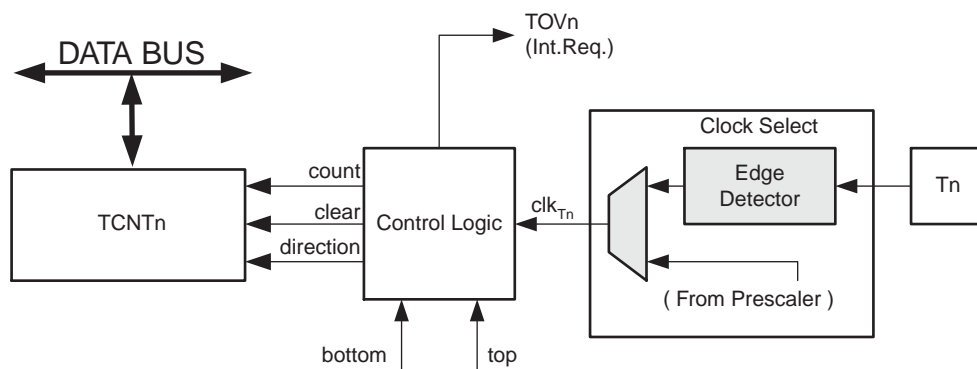 TOVn
(Int.Req.)
DATA BUS
Clock Select
count
Edge
Detector
Tn
TCNTn
clear
Control Logic
clkTn
direction
( From Prescaler )
bottom
top